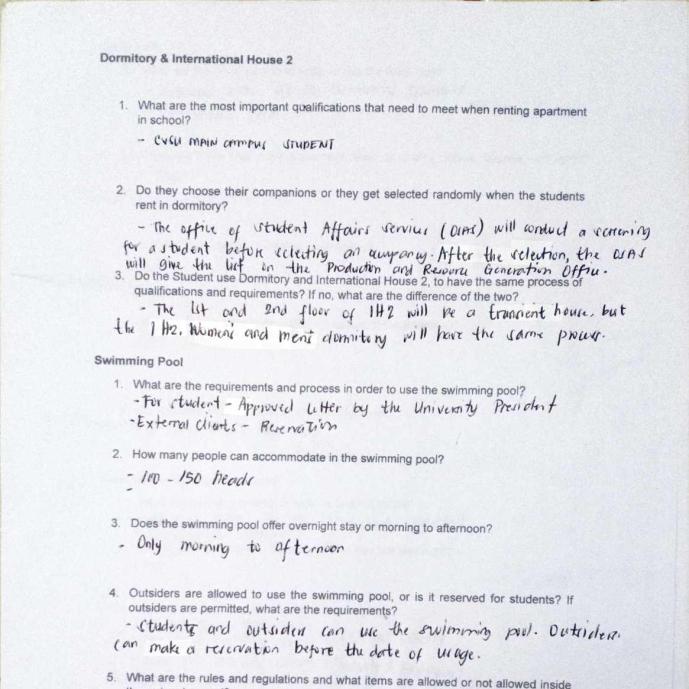 Dormitory & International House 2
1. What are the most important qualifications that need to meet when renting apartment
in school?
- CVSU MAIN CAMPUS STUDENT
2. Do they choose their companions or they get selected randomly when the students
rent in dormitory?
- The office of Student Affairs Services (OSAS) will conduct a screening
for a student before selecting an occupancy. After the selection, the OSAS
will give the list on the Production and Resource Generation Office.
3. Do the Student use Dormitory and International House 2, to have the same process of
qualifications and requirements? If no, what are the difference of the two?
- The 1st and 2nd floor of IH2 will be a transient house, but
the IH2, Women's and men's dormitory will have the same process.
Swimming Pool
1. What are the requirements and process in order to use the swimming pool?
- For student - Approved letter by the University President
- External Clients - Reservation
2. How many people can accommodate in the swimming pool?
- 100 - 150 heads
3. Does the swimming pool offer overnight stay or morning to afternoon?
- Only morning to afternoon
4. Outsiders are allowed to use the swimming pool, or is it reserved for students? If
outsiders are permitted, what are the requirements?
- Students and outsiders can use the swimming pool. Outsiders
can make a reservation before the date of usage.
5. What are the rules and regulations and what items are allowed or not allowed inside